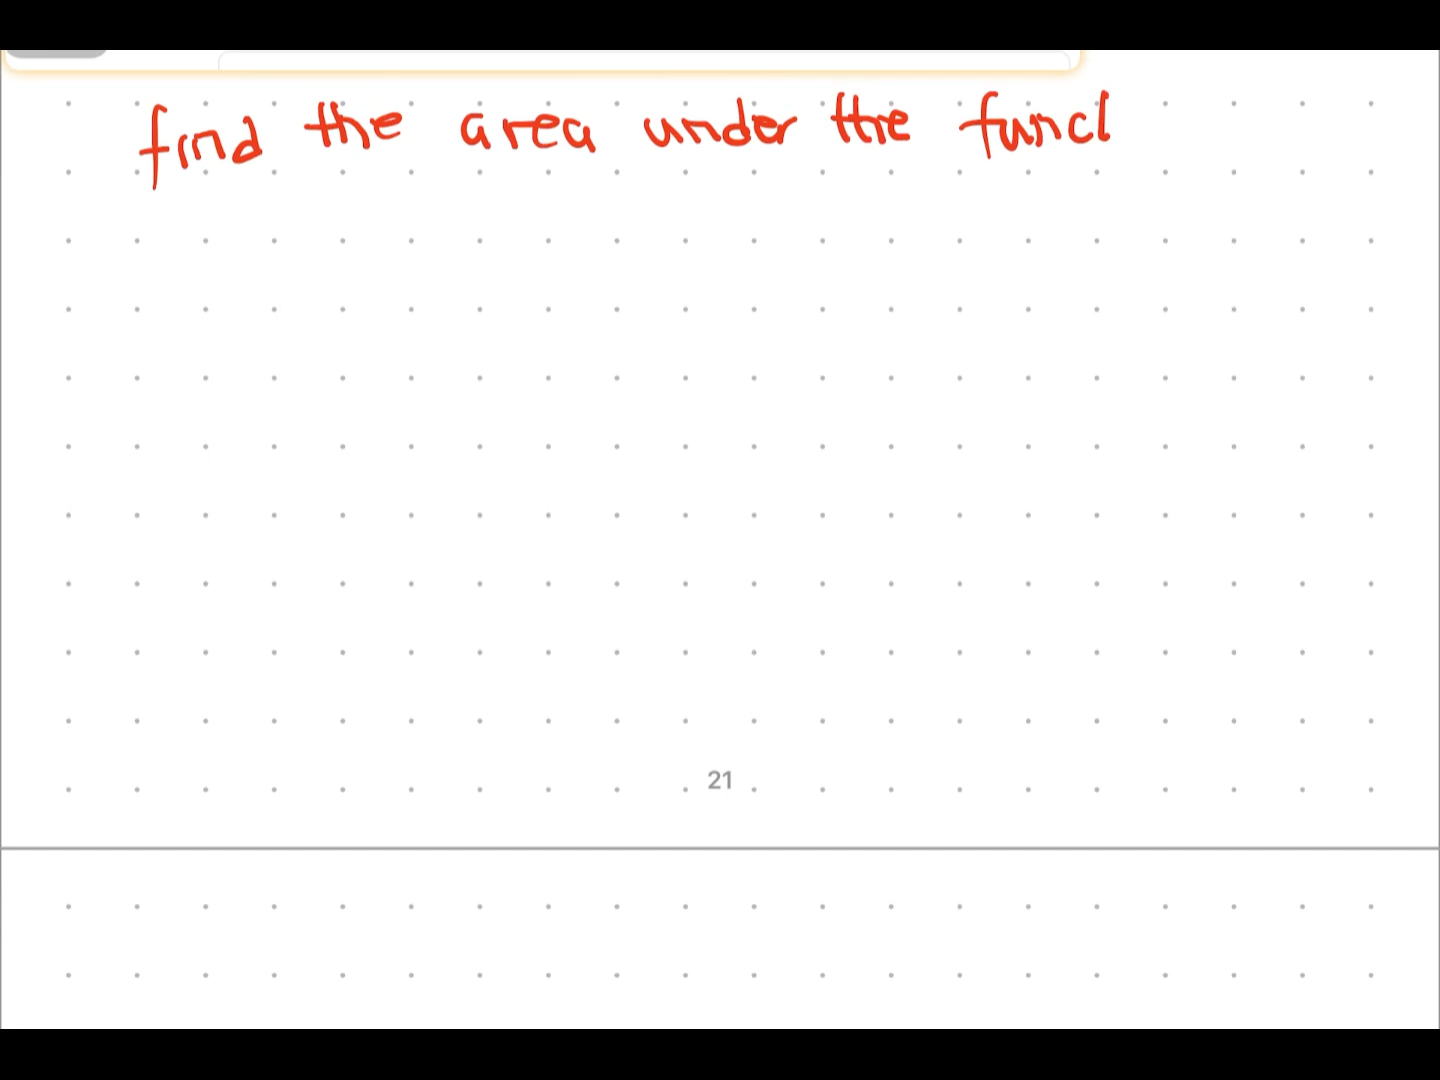 find the area under the funcl
21